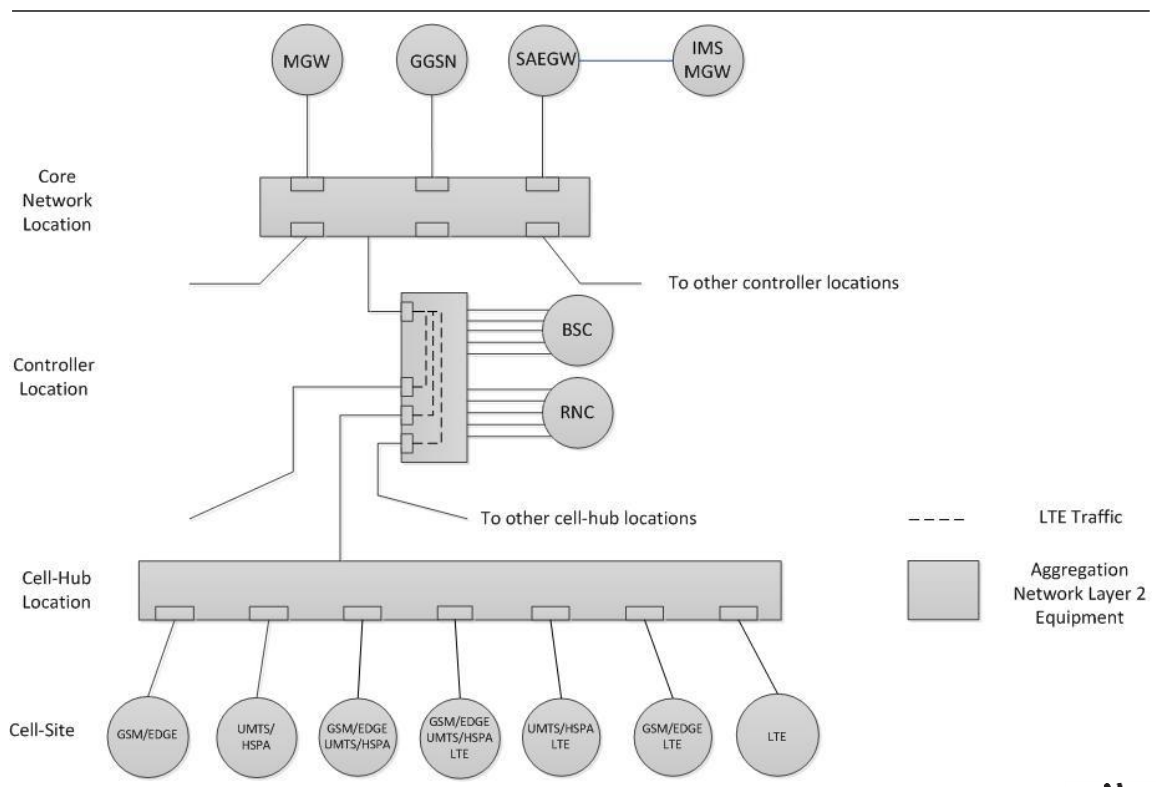 MGW
GGSN
SAEGW
IMS
MGW
Core
Network
Location
To other controller locations
BSC
Controller
Location
RNC
To other cell-hub locations
LTE Traffic
Cell-Hub
Location
Aggregation
Network Layer 2
Equipment
Cell-Site
GSM/EDGE
UMTS/
HSPA
GSM/EDGE
UMTS/HSPA
GSM/EDGE
UMTS/HSPA
LTE
UMTS/HSPA
LTE
GSM/EDGE
LTE
LTE